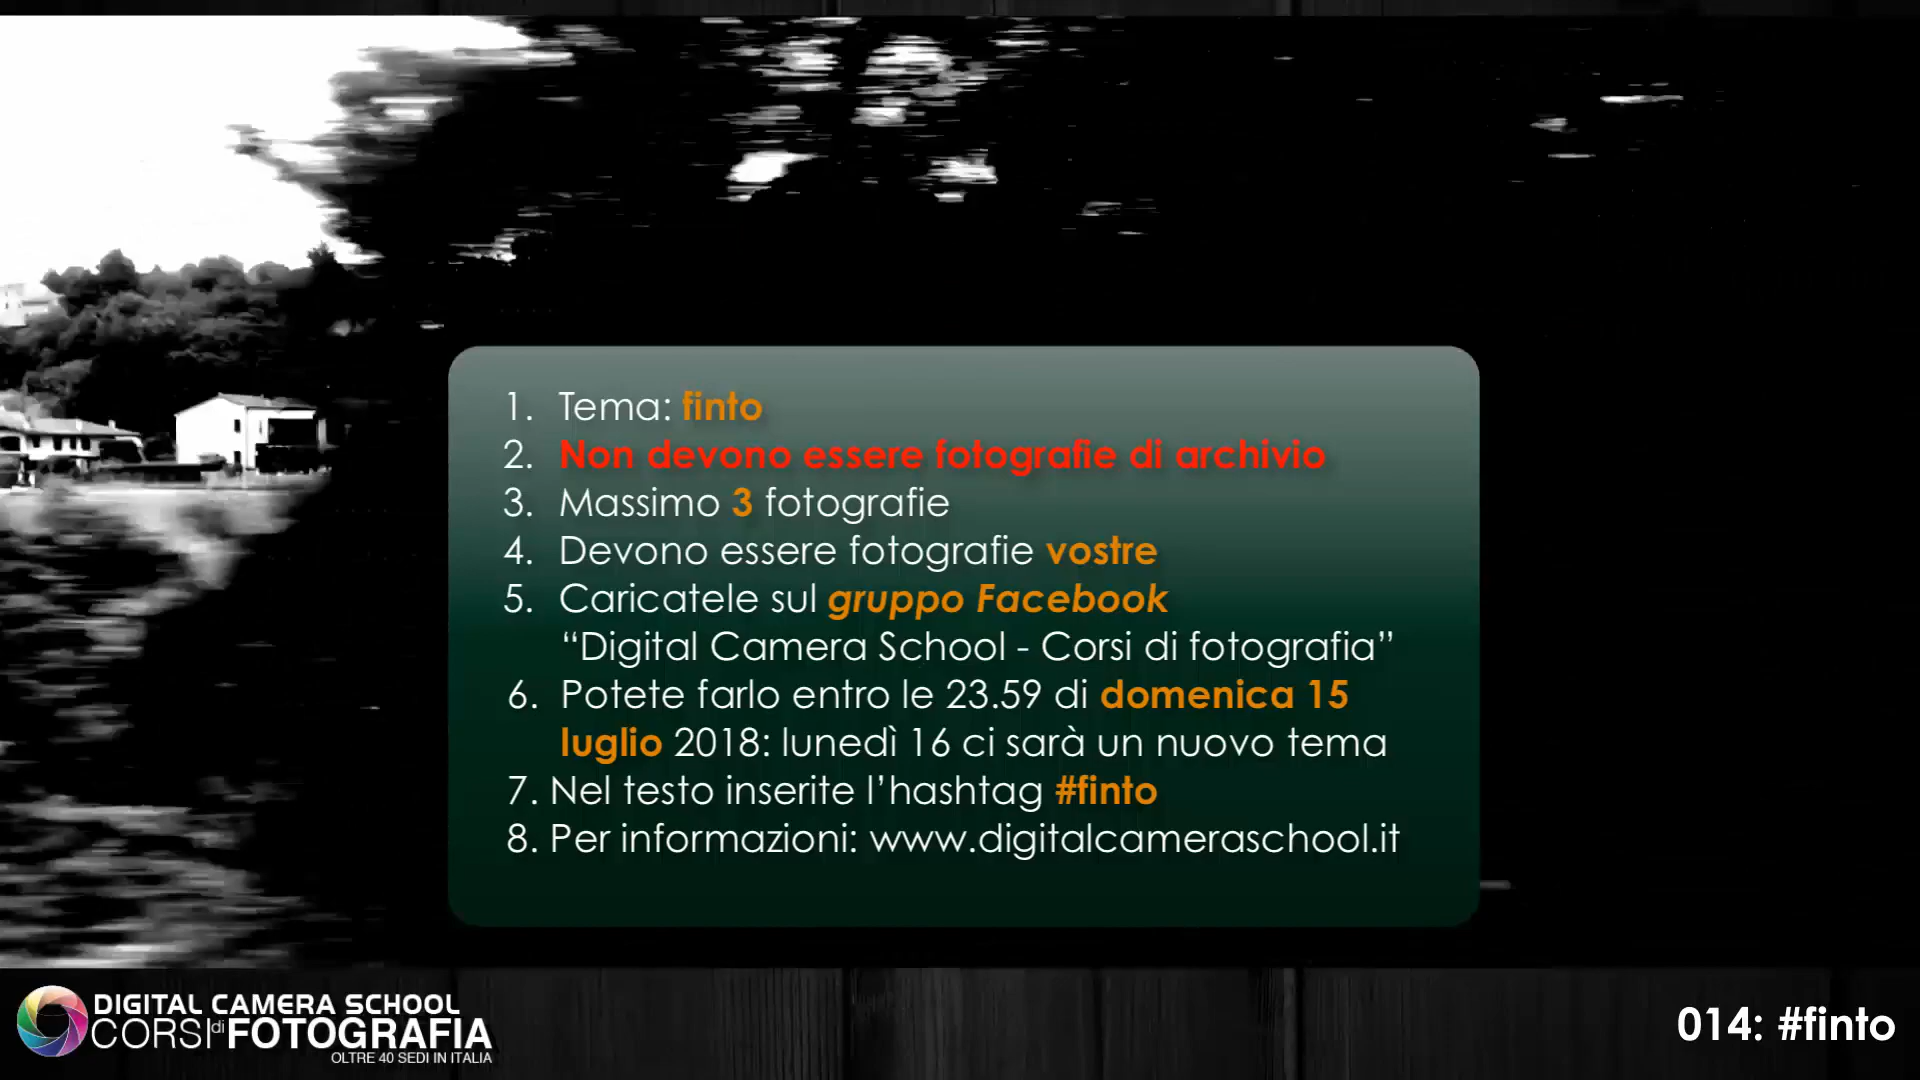 1. Tema: finto
2. Non devono essere fotografie di archivio
3. Massimo 3 fotografie
4. Devono essere fotografie vostre
5. Caricatele sul gruppo Facebook
“Digital Camera School - Corsi di fotografia”
6. Potete farlo entro le 23.59 di domenica 15
luglio 2018: lunedì 16 ci sarà un nuovo tema
7. Nel testo inserite l’hashtag #finto
8. Per informazioni: www.digitalcameraschool.it
DIGITAL CAMERA SCHOOL
CORSI di FOTOGRAFIA
OLTRE 40 SEDI IN ITALIA
014: #finto